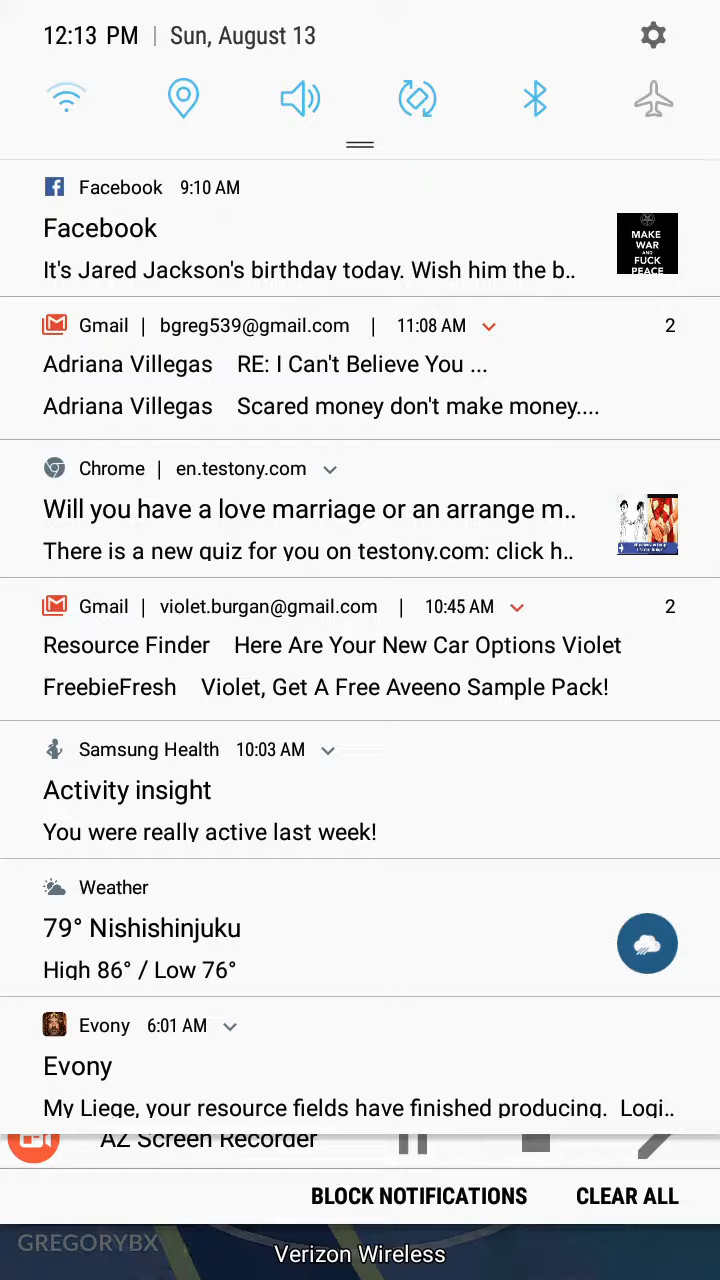 12:13 PM | Sun, August 13
Facebook 9:10 AM
Facebook
It's Jared Jackson's birthday today. Wish him the b..
MAKE
WAR
AND
FUCK
PEACE
Gmail | bgreg539@gmail.com | 11:08 AM 2
Adriana Villegas RE: I Can't Believe You ...
Adriana Villegas Scared money don't make money....
Chrome | en.testony.com
Will you have a love marriage or an arrange m..
There is a new quiz for you on testony.com: click h..
Gmail | violet.burgan@gmail.com | 10:45 AM 2
Resource Finder Here Are Your New Car Options Violet
FreebieFresh Violet, Get A Free Aveeno Sample Pack!
Samsung Health 10:03 AM
Activity insight
You were really active last week!
Weather
79° Nishishinjuku
High 86° / Low 76°
Evony 6:01 AM
Evony
My Liege, your resource fields have finished producing. Logi..
AZ Screen Recorder
BLOCK NOTIFICATIONS CLEAR ALL
GREGORYBX
Verizon Wireless